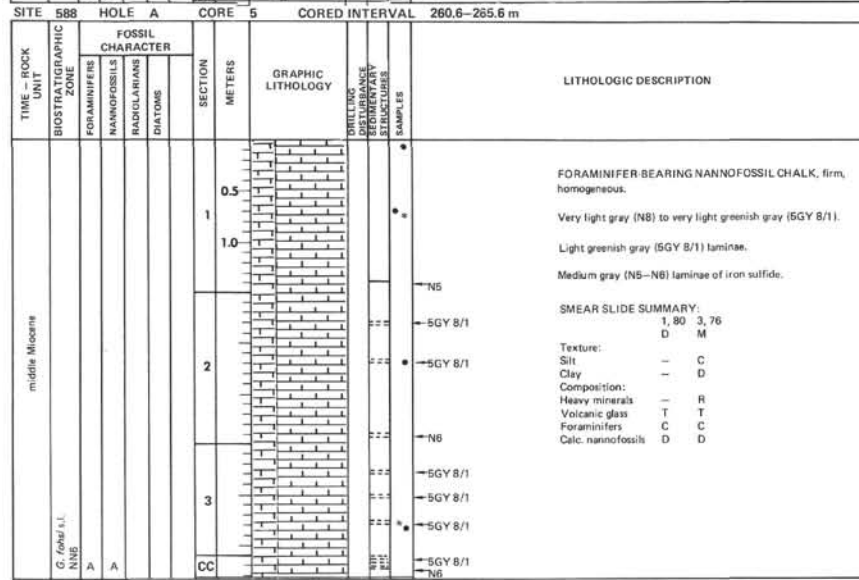 SITE 588 HOLE A CORE 5 CORED INTERVAL 260.6–265.6 m
TIME – ROCK UNIT
BIOSTRATIGRAPHIC ZONE
FOSSIL CHARACTER
FORAMINIFERS
NANNOFOSSILS
RADIOLARIANS
DIATOMS
SECTION
METERS
GRAPHIC LITHOLOGY
DRILLING DISTURBANCE
SEDIMENTARY STRUCTURES
SAMPLES
LITHOLOGIC DESCRIPTION
middle Miocene
G. fohsi s.l.
NN6
A
A
1
0.5
1.0
2
3
CC
N5
5GY 8/1
5GY 8/1
N6
5GY 8/1
5GY 8/1
5GY 8/1
5GY 8/1
N6
FORAMINIFER-BEARING NANNOFOSSIL CHALK, firm,
homogeneous.
Very light gray (N8) to very light greenish gray (5GY 8/1).
Light greenish gray (5GY 8/1) laminae.
Medium gray (N5–N6) laminae of iron sulfide.
SMEAR SLIDE SUMMARY:
1, 80 3, 76
D M
Texture:
Silt – C
Clay – D
Composition:
Heavy minerals – R
Volcanic glass T T
Foraminifers C C
Calc. nannofossils D D